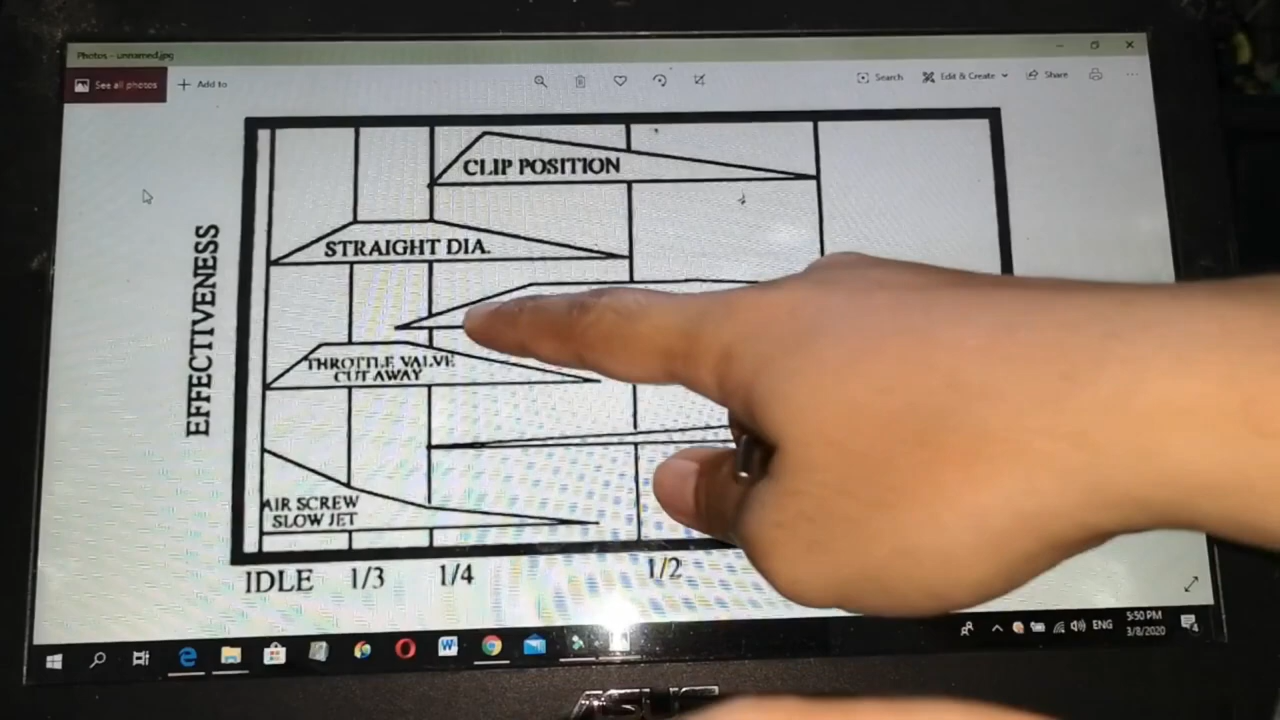 Photos - unnamed.jpg
See all photos
Add to
Search
Edit & Create
Share
CLIP POSITION
STRAIGHT DIA.
THROTTLE VALVE
CUT AWAY
AIR SCREW
SLOW JET
EFFECTIVENESS
IDLE 1/3 1/4 1/2
ENG
5:50 PM
3/8/2020
4
ASUS